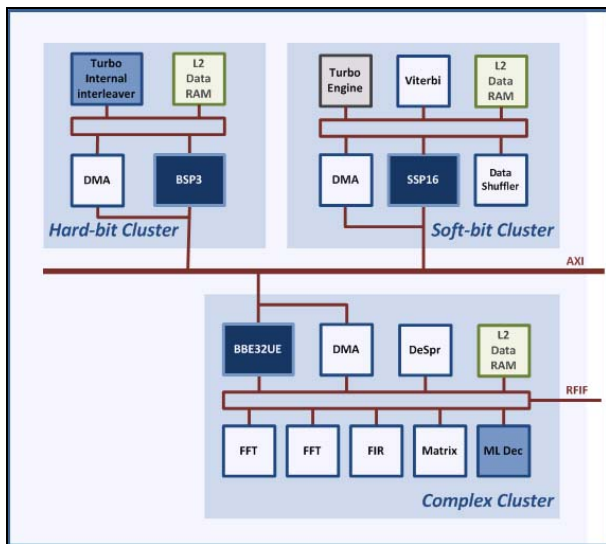 Turbo
Internal
interleaver
L2
Data
RAM
DMA
BSP3
Hard-bit Cluster
Turbo
Engine
Viterbi
L2
Data
RAM
DMA
SSP16
Data
Shuffler
Soft-bit Cluster
AXI
BBE32UE
DMA
DeSpr
L2
Data
RAM
RFIF
FFT
FFT
FIR
Matrix
ML Dec
Complex Cluster